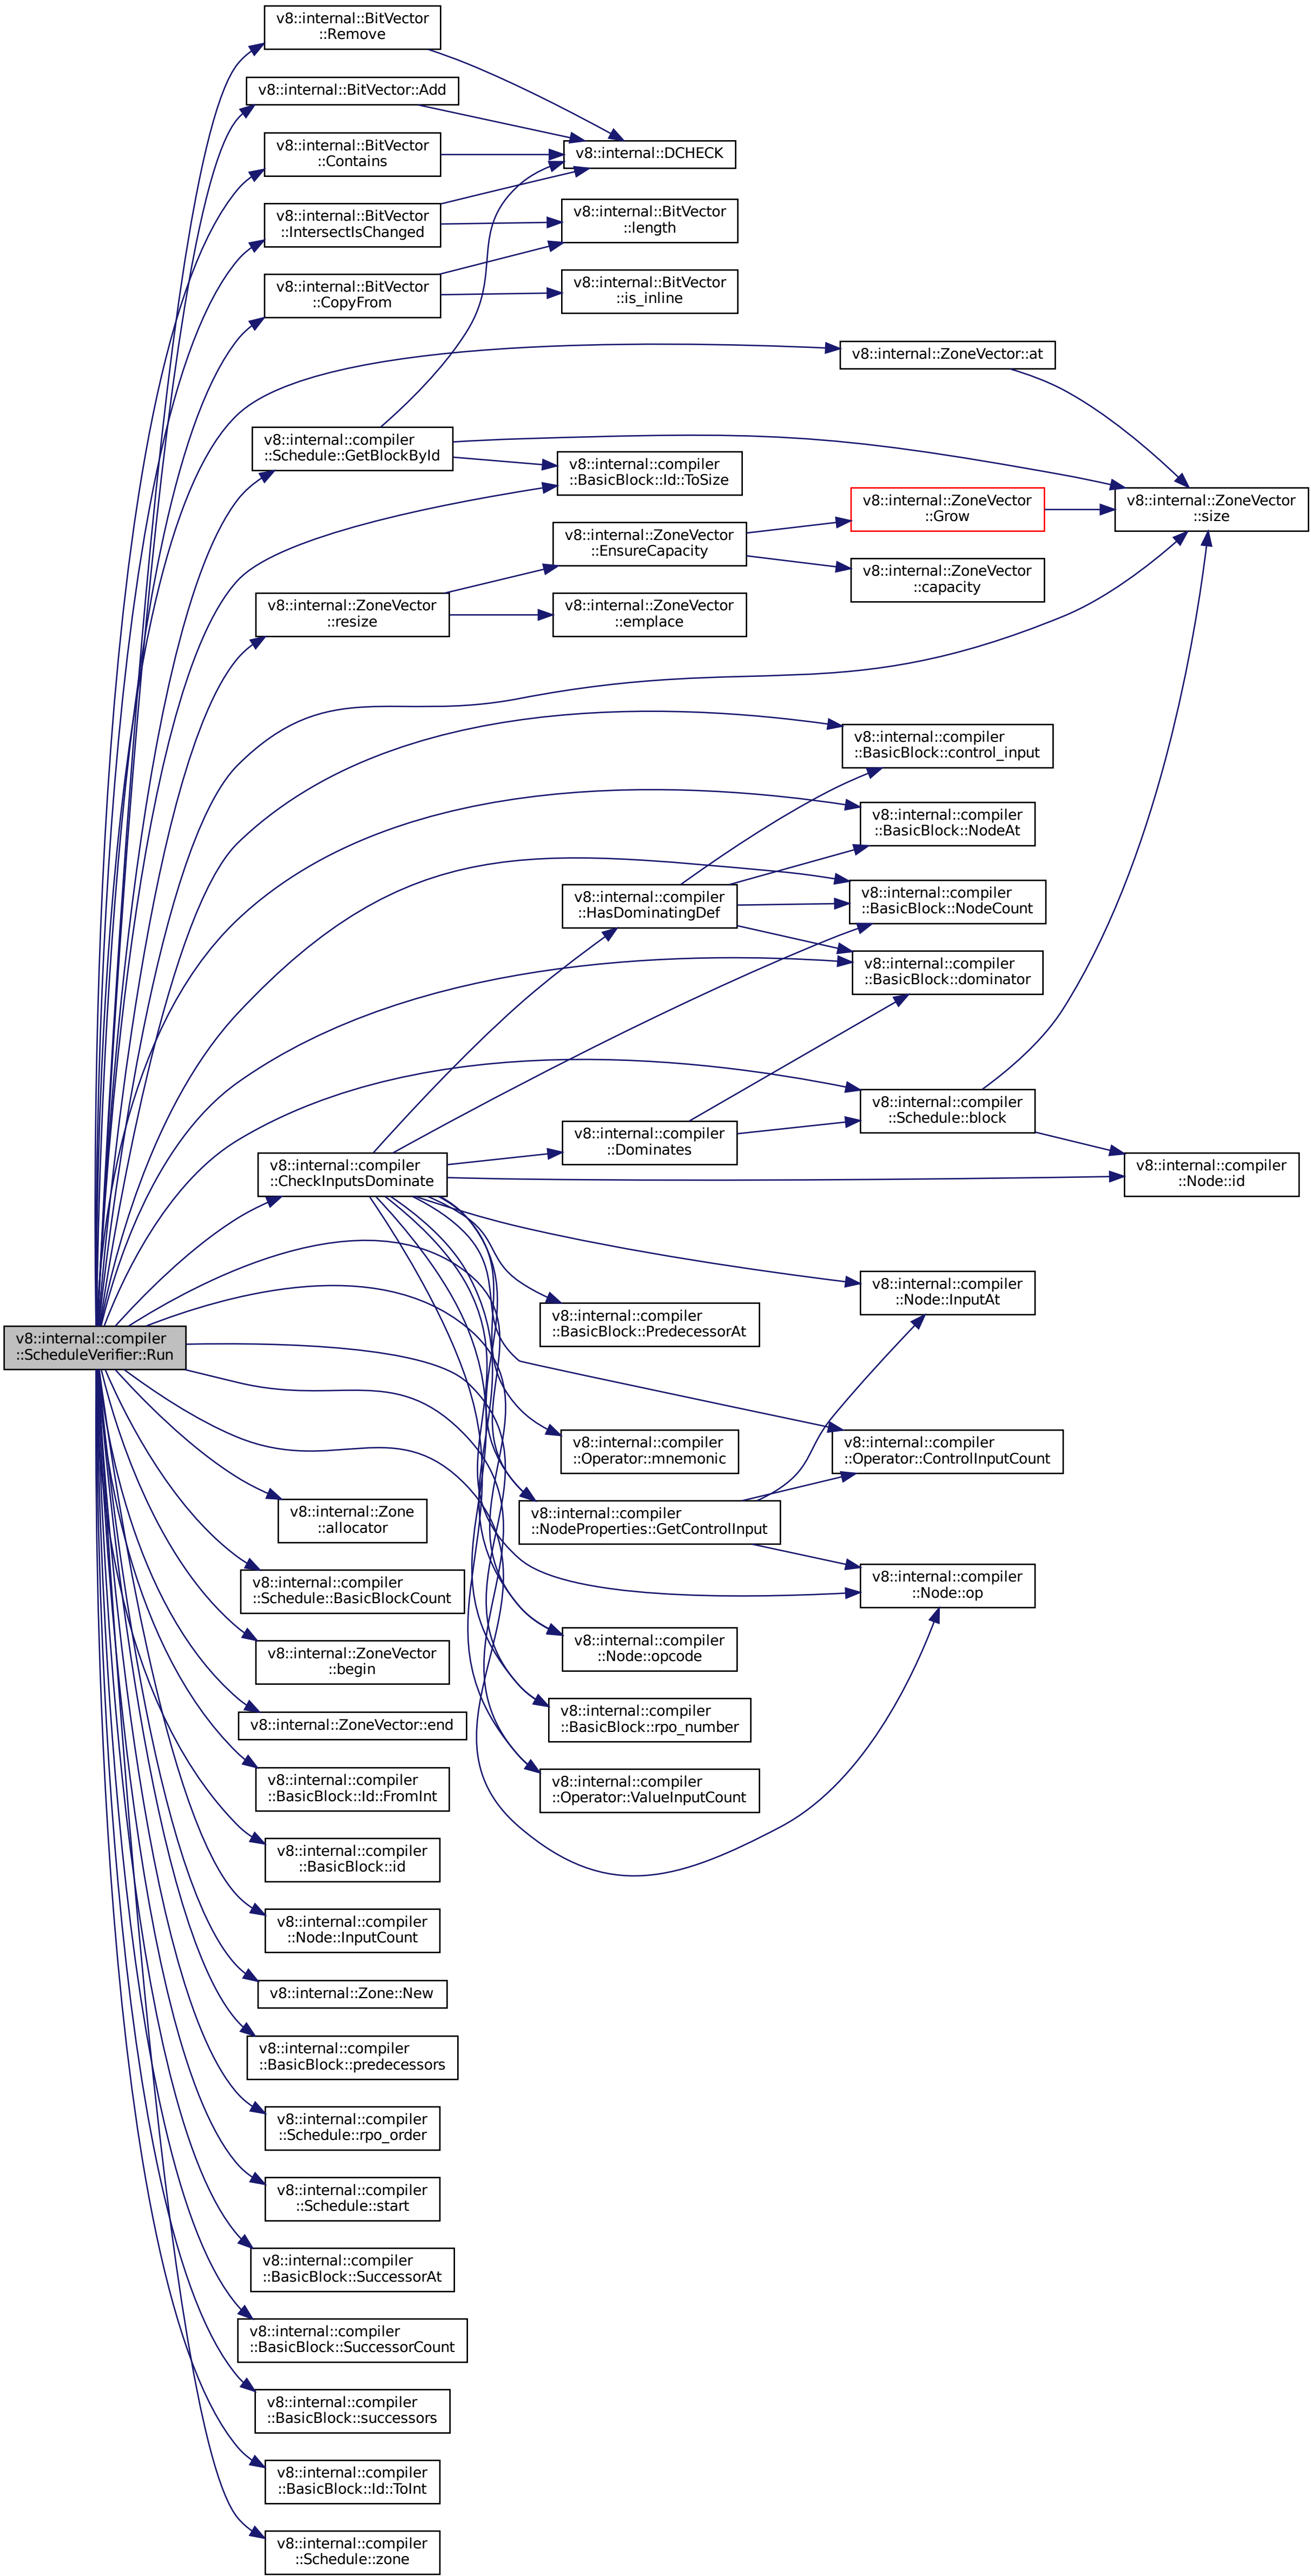 v8::internal::BitVector
::Remove
v8::internal::BitVector::Add
v8::internal::BitVector
::Contains
v8::internal::DCHECK
v8::internal::BitVector
::IntersectIsChanged
v8::internal::BitVector
::length
v8::internal::BitVector
::CopyFrom
v8::internal::BitVector
::is_inline
v8::internal::ZoneVector::at
v8::internal::compiler
::Schedule::GetBlockById
v8::internal::compiler
::BasicBlock::Id::ToSize
v8::internal::ZoneVector
::Grow
v8::internal::ZoneVector
::size
v8::internal::ZoneVector
::EnsureCapacity
v8::internal::ZoneVector
::capacity
v8::internal::ZoneVector
::resize
v8::internal::ZoneVector
::emplace
v8::internal::compiler
::BasicBlock::control_input
v8::internal::compiler
::BasicBlock::NodeAt
v8::internal::compiler
::HasDominatingDef
v8::internal::compiler
::BasicBlock::NodeCount
v8::internal::compiler
::BasicBlock::dominator
v8::internal::compiler
::Schedule::block
v8::internal::compiler
::Dominates
v8::internal::compiler
::CheckInputsDominate
v8::internal::compiler
::Node::id
v8::internal::compiler
::Node::InputAt
v8::internal::compiler
::BasicBlock::PredecessorAt
v8::internal::compiler
::ScheduleVerifier::Run
v8::internal::compiler
::Operator::mnemonic
v8::internal::compiler
::Operator::ControlInputCount
v8::internal::Zone
::allocator
v8::internal::compiler
::NodeProperties::GetControlInput
v8::internal::compiler
::Schedule::BasicBlockCount
v8::internal::compiler
::Node::op
v8::internal::ZoneVector
::begin
v8::internal::compiler
::Node::opcode
v8::internal::ZoneVector::end
v8::internal::compiler
::BasicBlock::rpo_number
v8::internal::compiler
::BasicBlock::Id::FromInt
v8::internal::compiler
::Operator::ValueInputCount
v8::internal::compiler
::BasicBlock::id
v8::internal::compiler
::Node::InputCount
v8::internal::Zone::New
v8::internal::compiler
::BasicBlock::predecessors
v8::internal::compiler
::Schedule::rpo_order
v8::internal::compiler
::Schedule::start
v8::internal::compiler
::BasicBlock::SuccessorAt
v8::internal::compiler
::BasicBlock::SuccessorCount
v8::internal::compiler
::BasicBlock::successors
v8::internal::compiler
::BasicBlock::Id::ToInt
v8::internal::compiler
::Schedule::zone